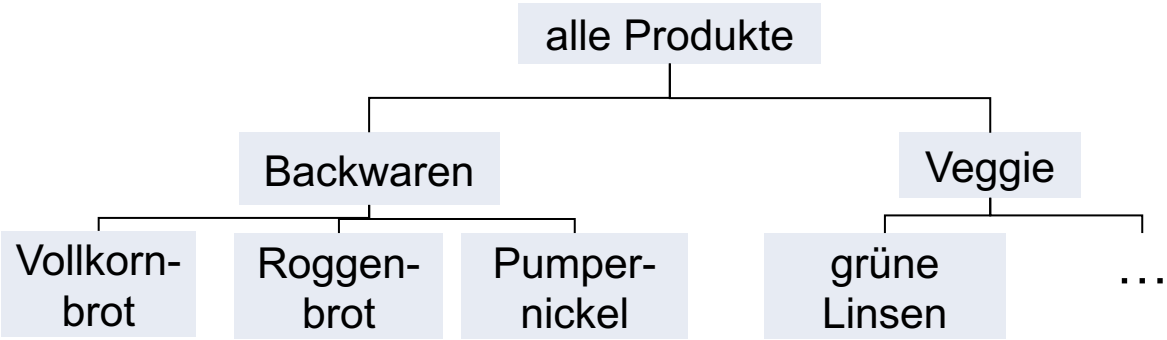 alle Produkte
Backwaren
Veggie
Vollkorn-
brot
Roggen-
brot
Pumper-
nickel
grüne
Linsen
…